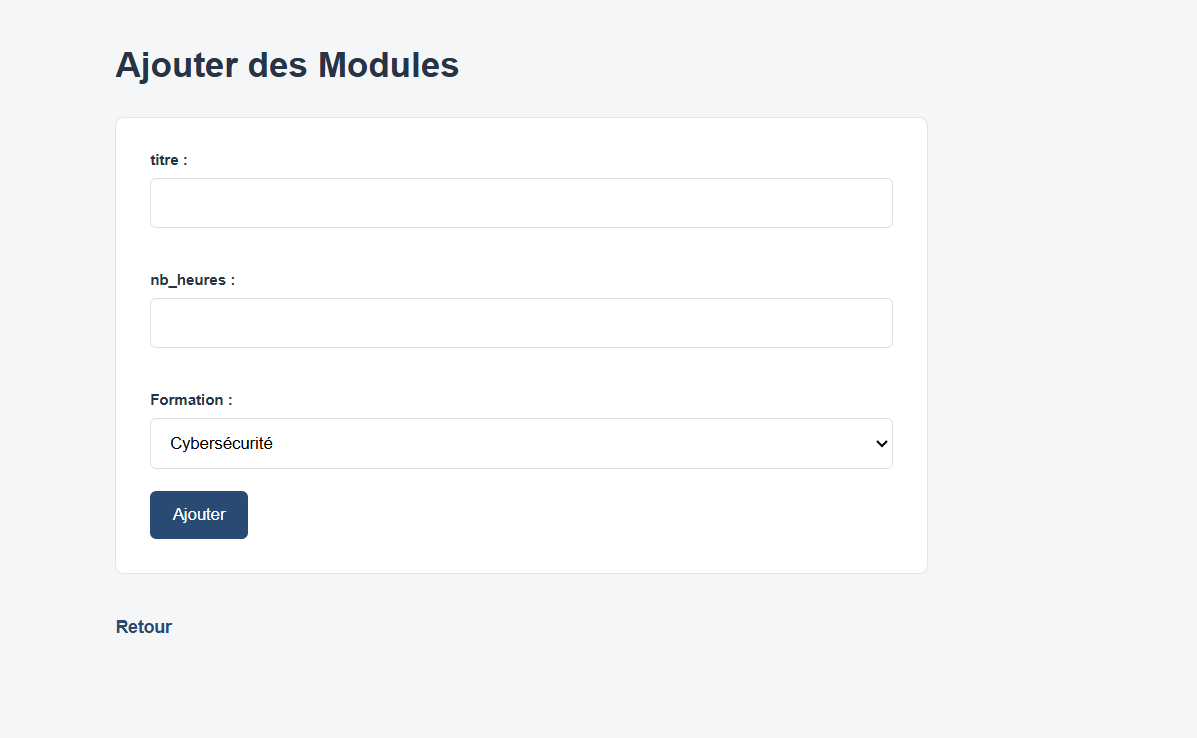 Ajouter des Modules
titre :
nb_heures :
Formation :
Cybersécurité
Ajouter
Retour